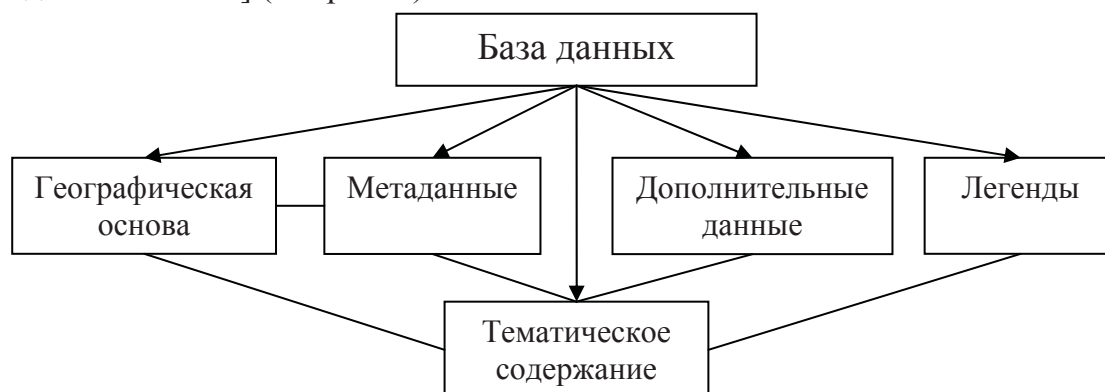 База данных
Географическая
основа
Метаданные
Дополнительные
данные
Легенды
Тематическое
содержание